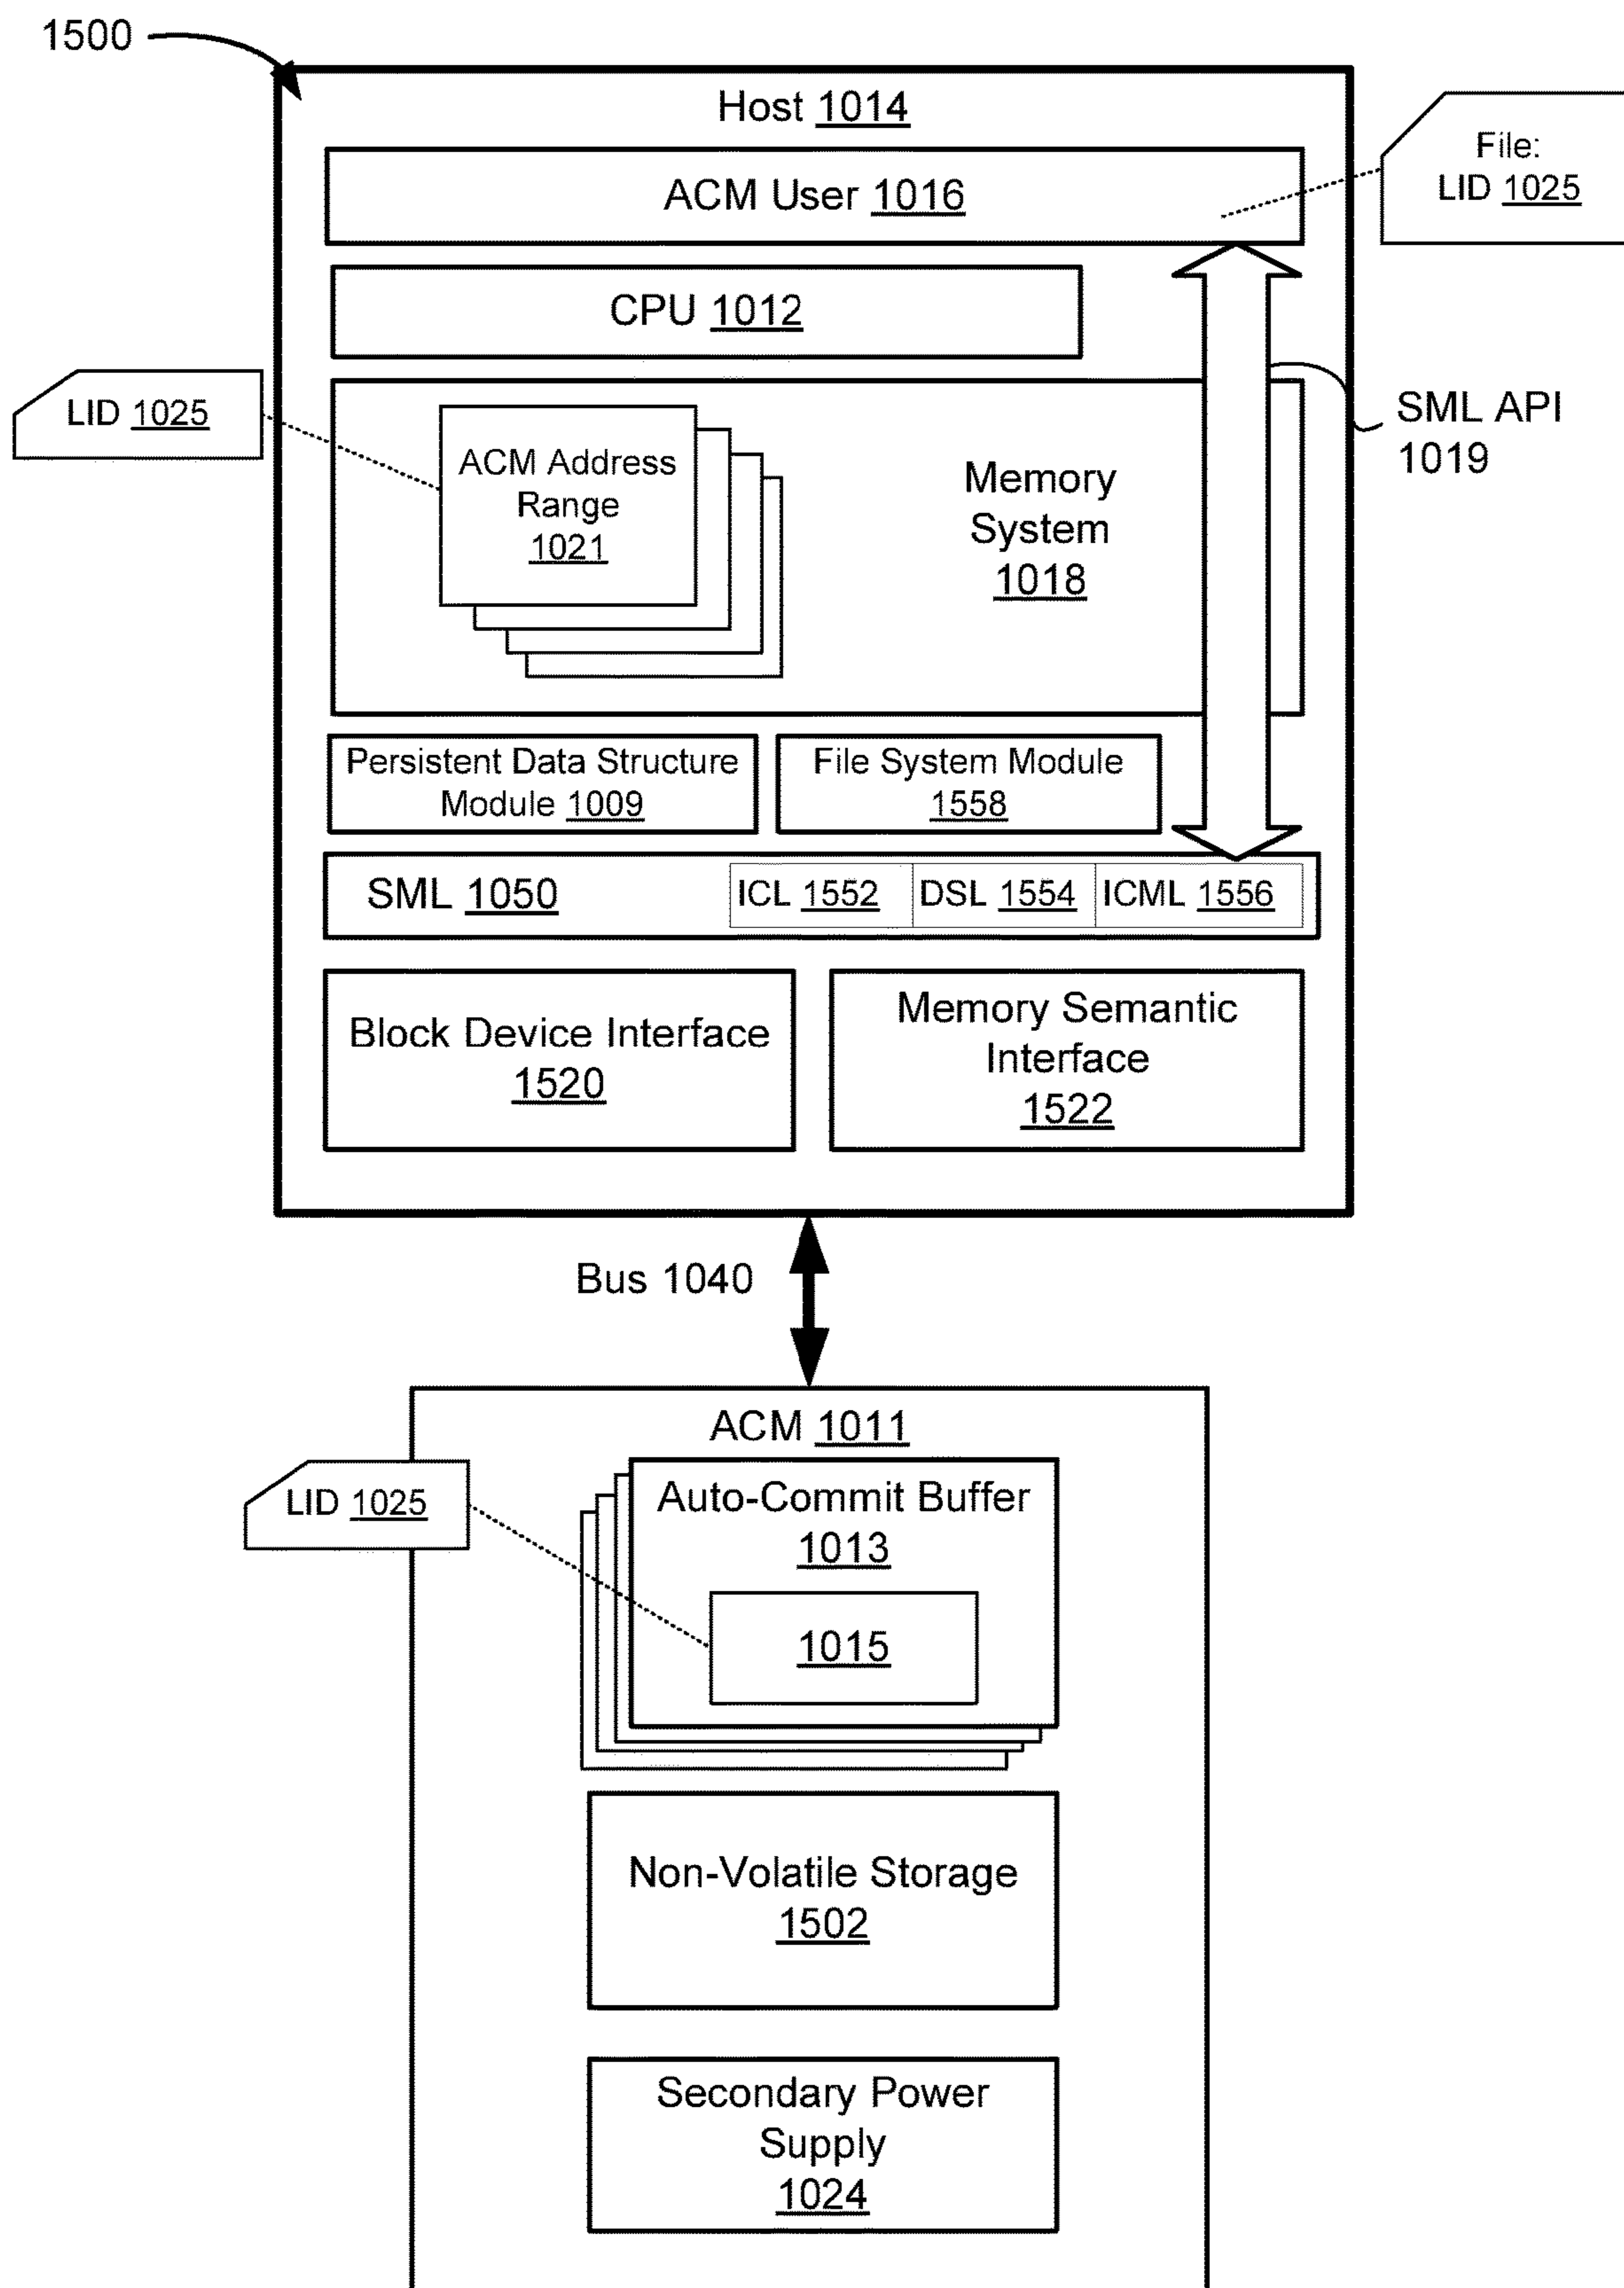 1500
Host 1014
File:
LID 1025
ACM User 1016
CPU 1012
LID 1025
ACM Address
Range
1021
Memory
System
1018
SML API
1019
Persistent Data Structure
Module 1009
File System Module
1558
SML 1050
ICL 1552
DSL 1554
ICML 1556
Block Device Interface
1520
Memory Semantic
Interface
1522
Bus 1040
ACM 1011
LID 1025
Auto-Commit Buffer
1013
1015
Non-Volatile Storage
1502
Secondary Power
Supply
1024